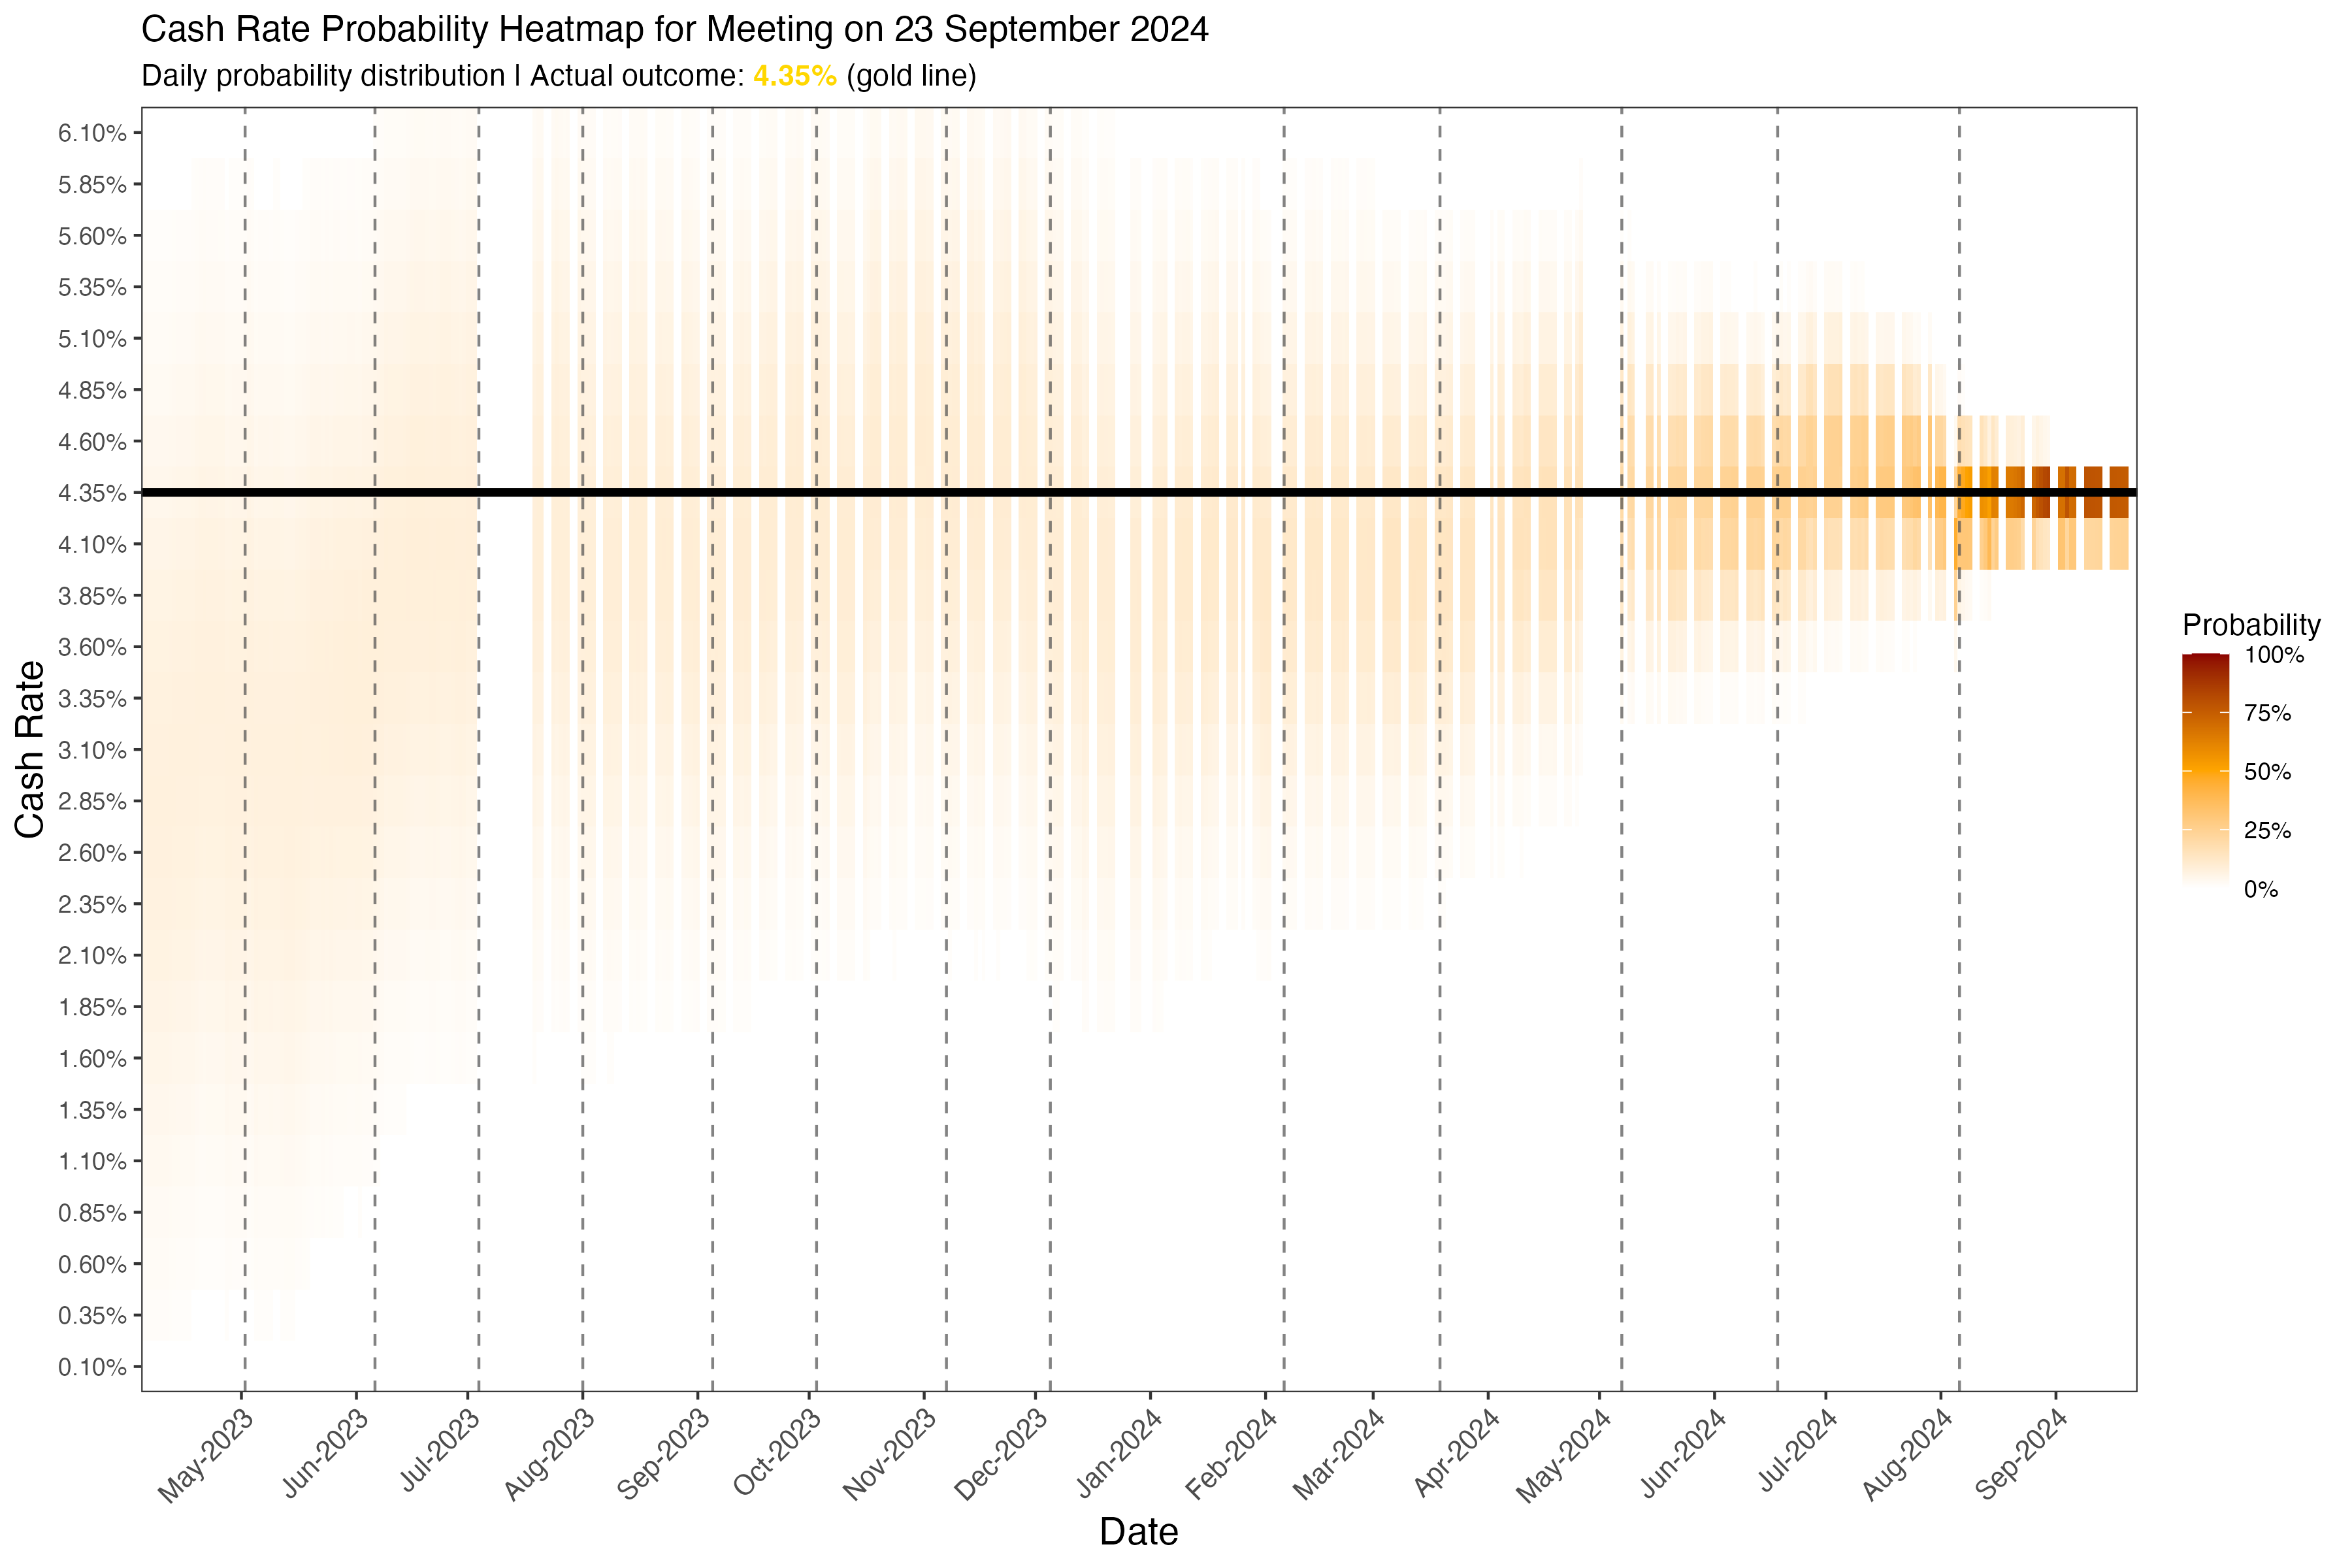 Cash Rate Probability Heatmap for Meeting on 23 September 2024
Daily probability distribution | Actual outcome: 4.35% (gold line)
6.10%
5.85%
5.60%
5.35%
5.10%
4.85%
4.60%
4.35%
4.10%
3.85%
3.60%
3.35%
3.10%
2.85%
2.60%
2.35%
2.10%
1.85%
1.60%
1.35%
1.10%
0.85%
0.60%
0.35%
0.10%
Cash Rate
May-2023
Jun-2023
Jul-2023
Aug-2023
Sep-2023
Oct-2023
Nov-2023
Dec-2023
Jan-2024
Feb-2024
Mar-2024
Apr-2024
May-2024
Jun-2024
Jul-2024
Aug-2024
Sep-2024
Date
Probability
100%
75%
50%
25%
0%